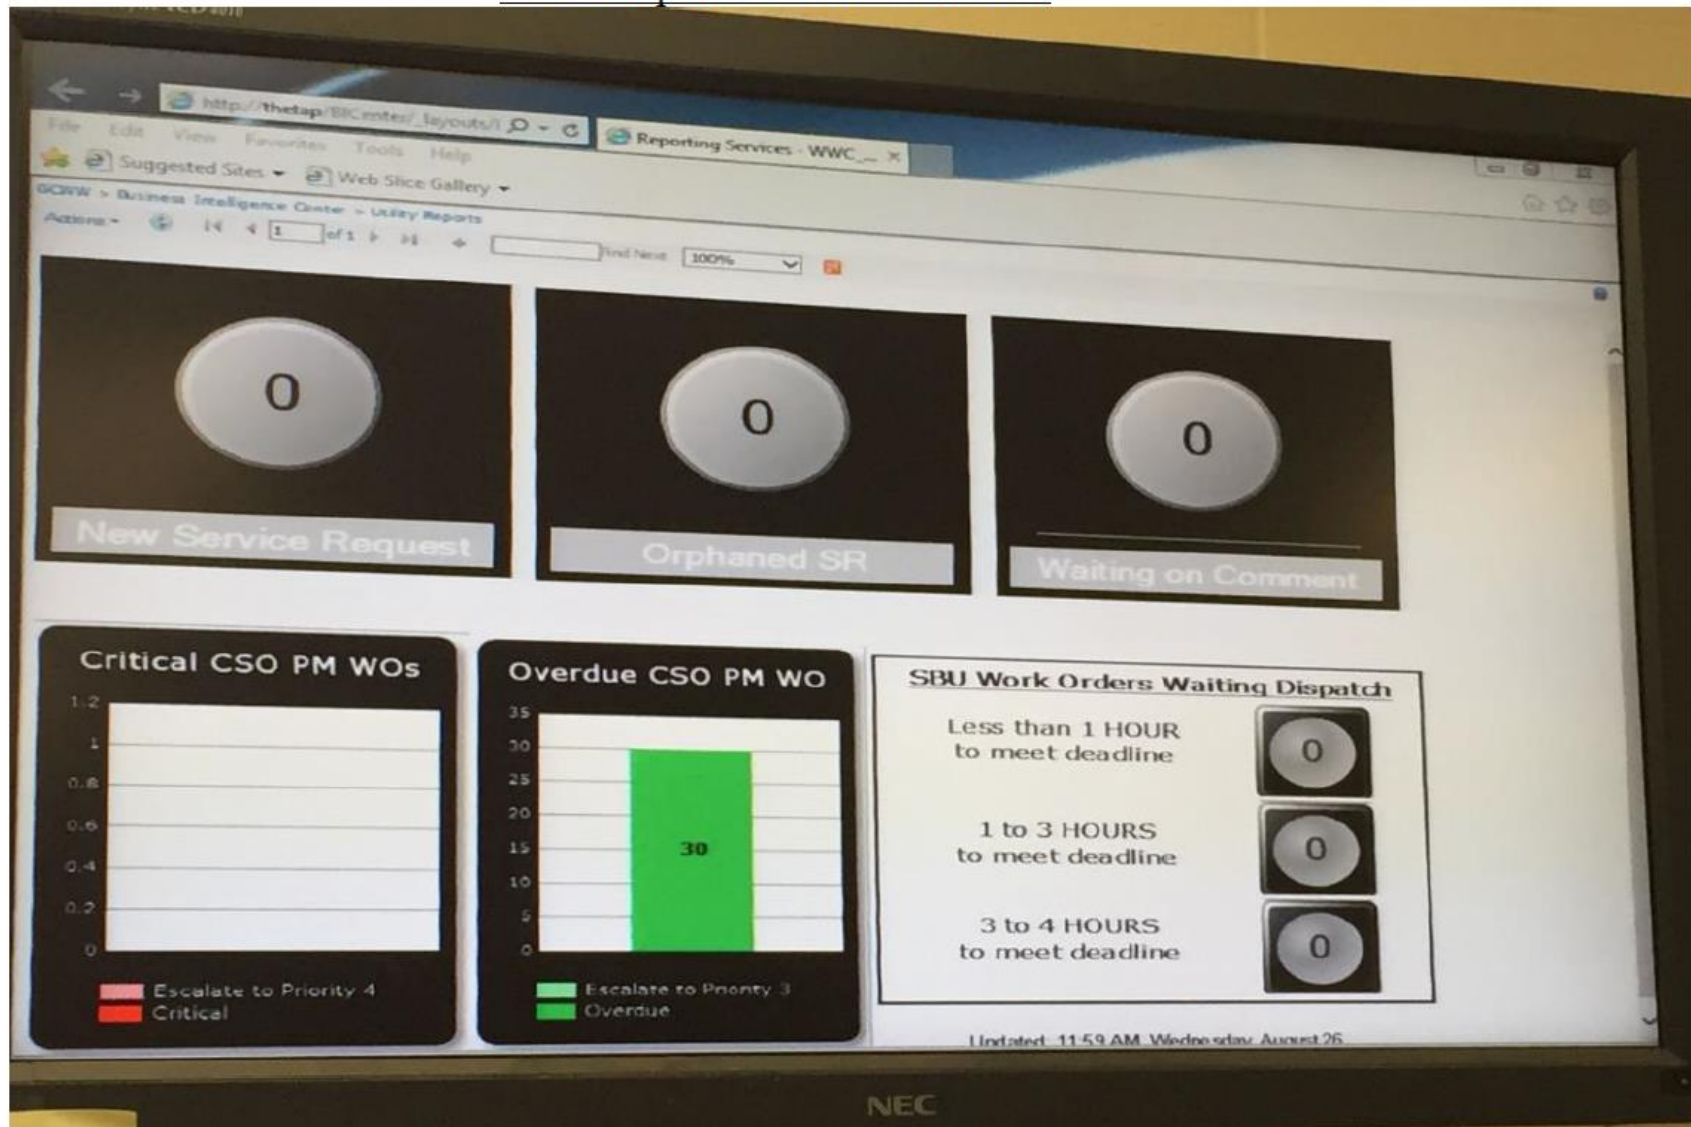 http://thetap/BICenter/_layouts/
Reporting Services - WWC_...
File Edit View Favorites Tools Help
Suggested Sites Web Slice Gallery
GCWW > Business Intelligence Center > Utility Reports
Actions 1 of 1 Find Next 100%
0
0
0
New Service Request
Orphaned SR
Waiting on Comment
Critical CSO PM WOs
1.2
1
0.8
0.6
0.4
0.2
0
Escalate to Priority 4
Critical
Overdue CSO PM WO
35
30
25
20
15
10
5
0
30
Escalate to Priority 3
Overdue
SBU Work Orders Waiting Dispatch
Less than 1 HOUR
to meet deadline
0
1 to 3 HOURS
to meet deadline
0
3 to 4 HOURS
to meet deadline
0
Updated: 11:59 AM, Wednesday, August 26
NEC